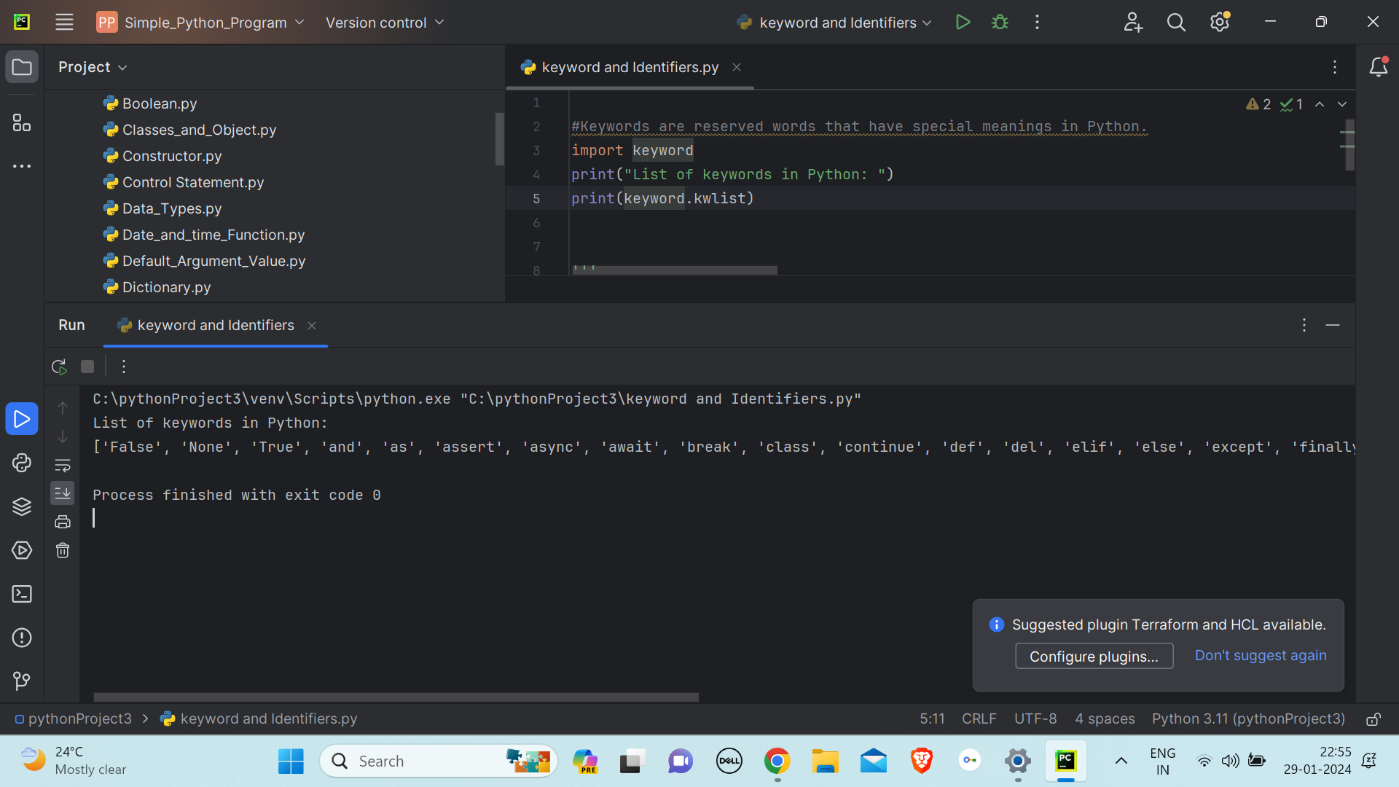 PC PP Simple_Python_Program Version control keyword and Identifiers
Project
keyword and Identifiers.py
Boolean.py
Classes_and_Object.py
Constructor.py
Control Statement.py
Data_Types.py
Date_and_time_Function.py
Default_Argument_Value.py
Dictionary.py
2 1
1
2 #Keywords are reserved words that have special meanings in Python.
3 import keyword
4 print("List of keywords in Python: ")
5 print(keyword.kwlist)
6
7
8 '''
Run keyword and Identifiers
C:\pythonProject3\venv\Scripts\python.exe "C:\pythonProject3\keyword and Identifiers.py"
List of keywords in Python:
['False', 'None', 'True', 'and', 'as', 'assert', 'async', 'await', 'break', 'class', 'continue', 'def', 'del', 'elif', 'else', 'except', 'finally
Process finished with exit code 0
Suggested plugin Terraform and HCL available.
Configure plugins... Don't suggest again
pythonProject3 > keyword and Identifiers.py 5:11 CRLF UTF-8 4 spaces Python 3.11 (pythonProject3)
24°C
Mostly clear
Search
PRE
DELL
PC
ENG
IN
22:55
29-01-2024